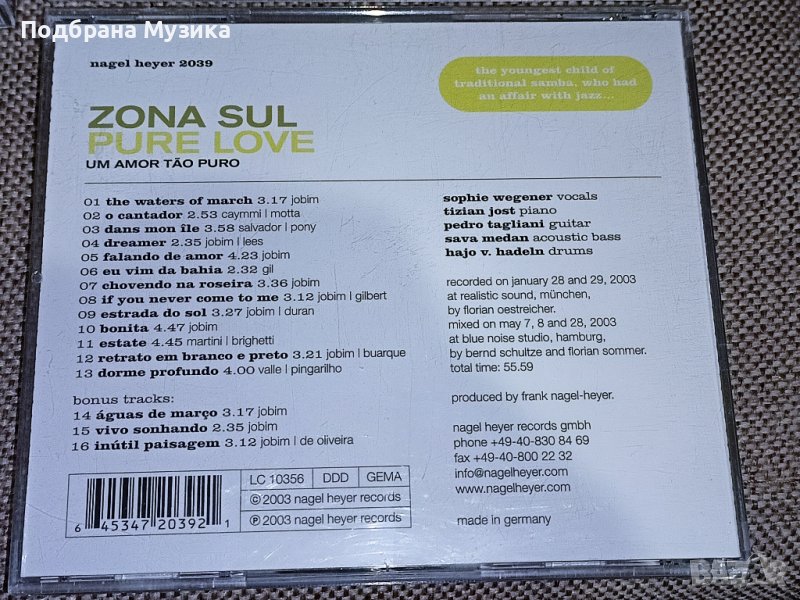 Подбрана Музика
nagel heyer 2039
the youngest child of
traditional samba, who had
an affair with jazz...
ZONA SUL
PURE LOVE
UM AMOR TÃO PURO
01 the waters of march 3.17 jobim
02 o cantador 2.53 caymmi | motta
03 dans mon île 3.58 salvador | pony
04 dreamer 2.35 jobim | lees
05 falando de amor 4.23 jobim
06 eu vim da bahia 2.32 gil
07 chovendo na roseira 3.36 jobim
08 if you never come to me 3.12 jobim | gilbert
09 estrada do sol 3.27 jobim | duran
10 bonita 4.47 jobim
11 estate 4.45 martini | brighetti
12 retrato em branco e preto 3.21 jobim | buarque
13 dorme profundo 4.00 valle | pingarilho
bonus tracks:
14 águas de março 3.17 jobim
15 vivo sonhando 2.35 jobim
16 inútil paisagem 3.12 jobim | de oliveira
6 45347 20392 1
LC 10356 DDD GEMA
© 2003 nagel heyer records
℗ 2003 nagel heyer records
sophie wegener vocals
tizian jost piano
pedro tagliani guitar
sava medan acoustic bass
hajo v. hadeln drums
recorded on january 28 and 29, 2003
at realistic sound, münchen,
by florian oestreicher.
mixed on may 7, 8 and 28, 2003
at blue noise studio, hamburg,
by bernd schultze and florian sommer.
total time: 55.59
produced by frank nagel-heyer.
nagel heyer records gmbh
phone +49-40-830 84 69
fax +49-40-800 22 32
info@nagelheyer.com
www.nagelheyer.com
made in germany